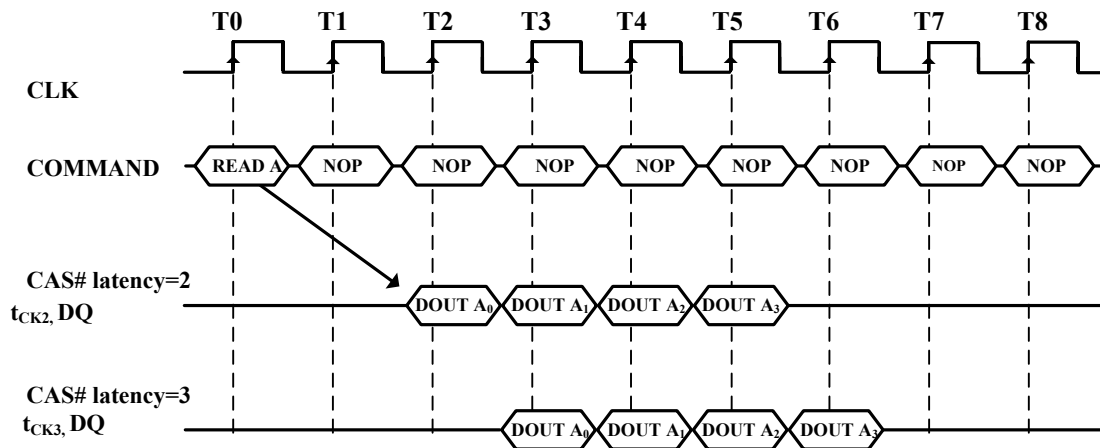 T0 T1 T2 T3 T4 T5 T6 T7 T8
CLK
COMMAND READ A NOP NOP NOP NOP NOP NOP NOP NOP
CAS# latency=2
tCK2, DQ DOUT A0 DOUT A1 DOUT A2 DOUT A3
CAS# latency=3
tCK3, DQ DOUT A0 DOUT A1 DOUT A2 DOUT A3